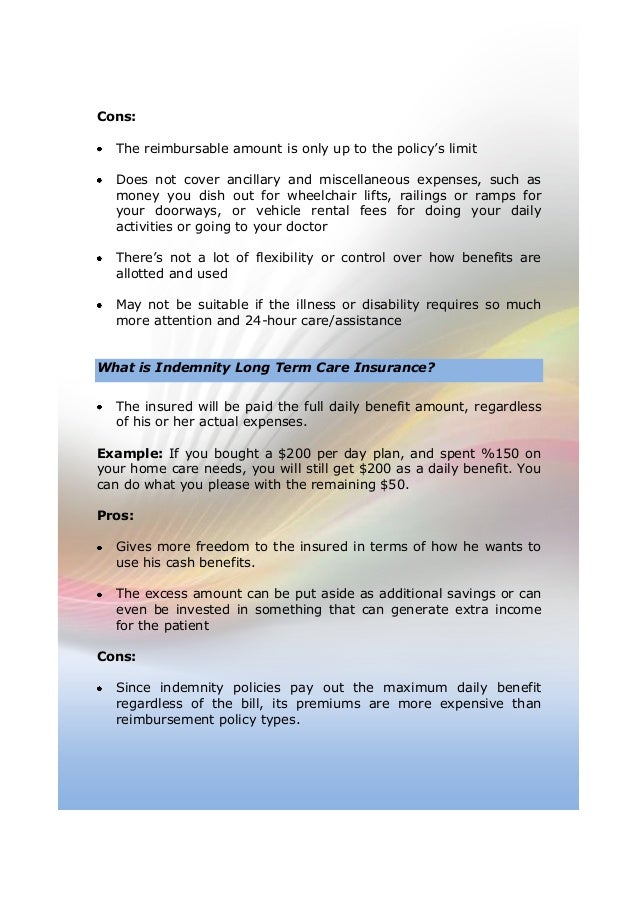 Cons:
• The reimbursable amount is only up to the policy’s limit
• Does not cover ancillary and miscellaneous expenses, such as
money you dish out for wheelchair lifts, railings or ramps for
your doorways, or vehicle rental fees for doing your daily
activities or going to your doctor
• There’s not a lot of flexibility or control over how benefits are
allotted and used
• May not be suitable if the illness or disability requires so much
more attention and 24-hour care/assistance
What is Indemnity Long Term Care Insurance?
• The insured will be paid the full daily benefit amount, regardless
of his or her actual expenses.
Example: If you bought a $200 per day plan, and spent %150 on
your home care needs, you will still get $200 as a daily benefit. You
can do what you please with the remaining $50.
Pros:
• Gives more freedom to the insured in terms of how he wants to
use his cash benefits.
• The excess amount can be put aside as additional savings or can
even be invested in something that can generate extra income
for the patient
Cons:
• Since indemnity policies pay out the maximum daily benefit
regardless of the bill, its premiums are more expensive than
reimbursement policy types.